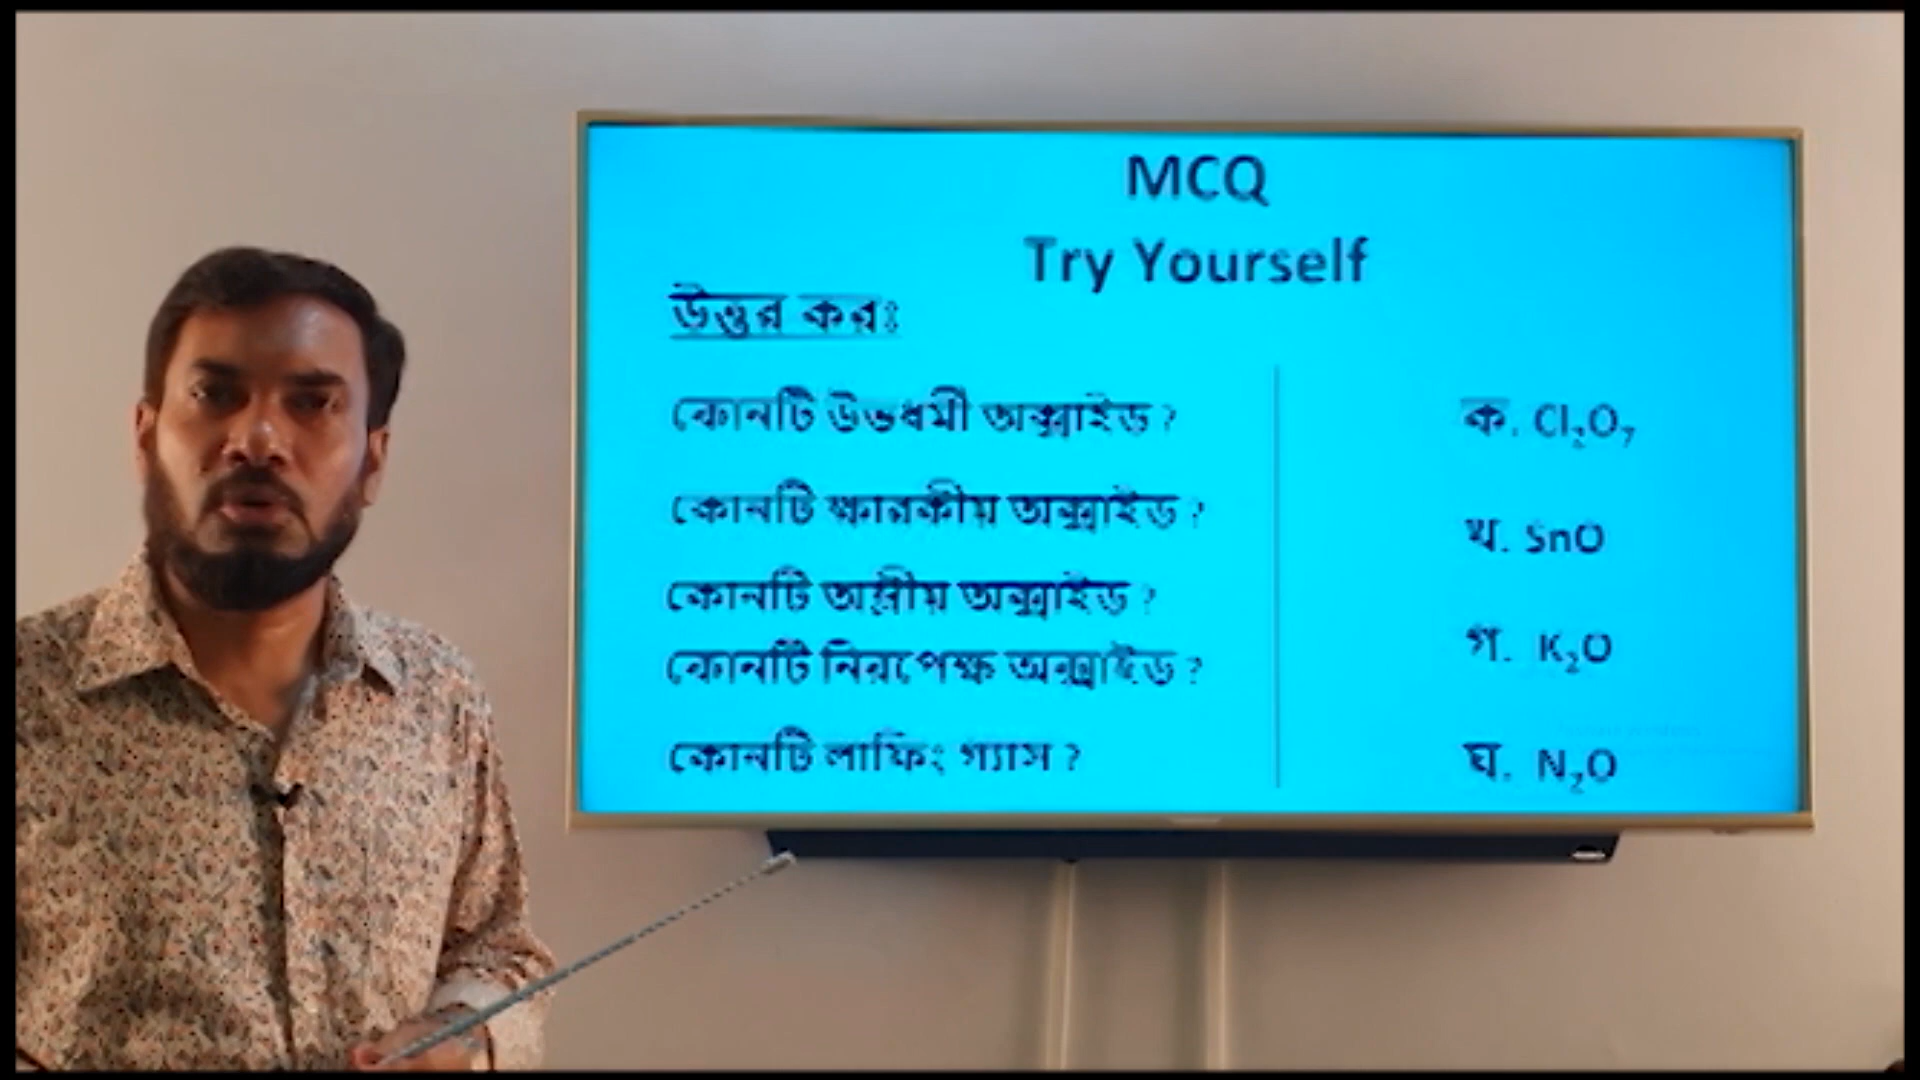 MCQ
Try Yourself
উত্তর করঃ
কোনটি উভধর্মী অক্সাইড ?
কোনটি ক্ষারকীয় অক্সাইড ?
কোনটি অম্লীয় অক্সাইড ?
কোনটি নিরপেক্ষ অক্সাইড ?
কোনটি লাফিং গ্যাস ?
ক. Cl₂O₇
খ. SnO
গ. K₂O
ঘ. N₂O